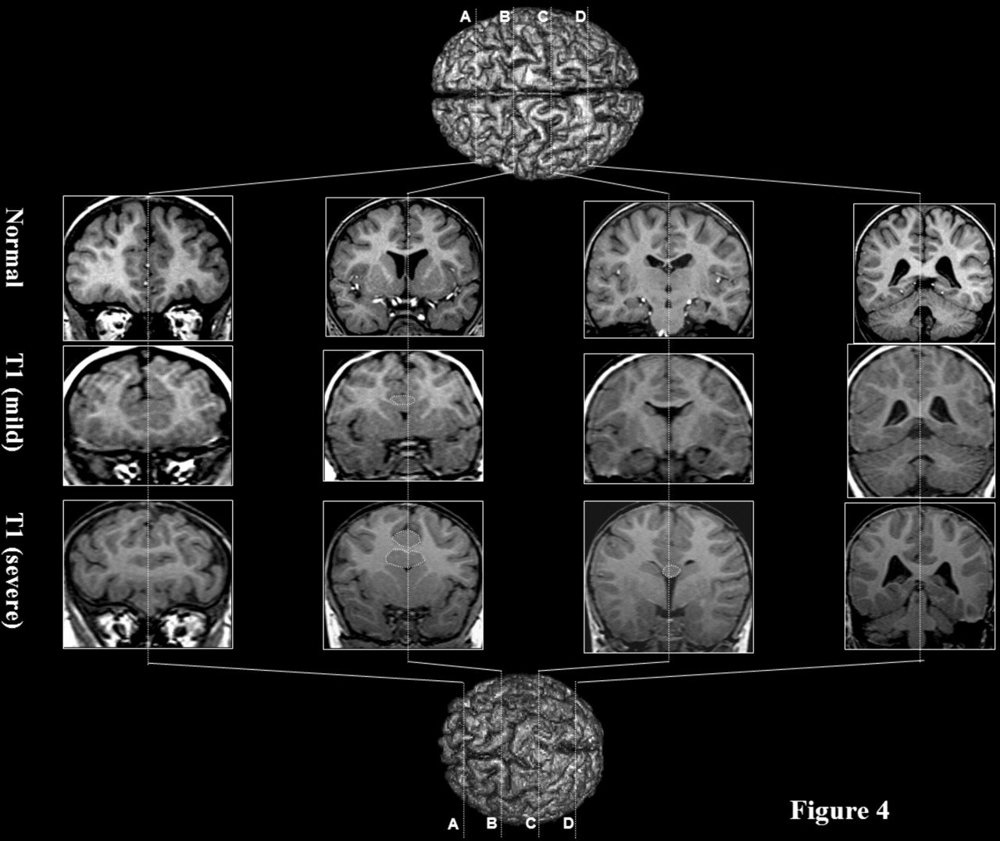 A B C D
Normal
T1 (mild)
T1 (severe)
A B C D
Figure 4